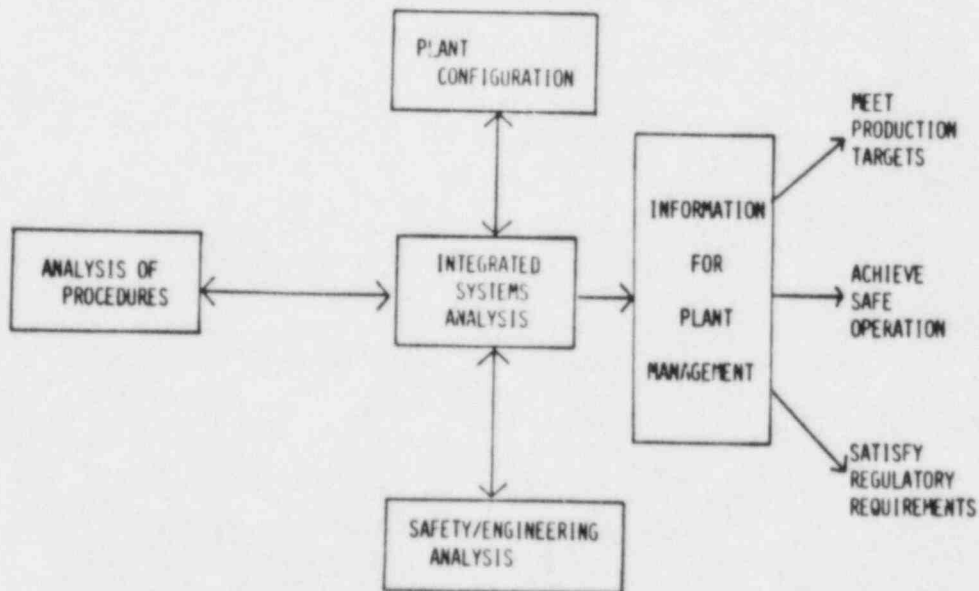 PLANT
CONFIGURATION
ANALYSIS OF
PROCEDURES
INTEGRATED
SYSTEMS
ANALYSIS
SAFETY/ENGINEERING
ANALYSIS
INFORMATION
FOR
PLANT
MANAGEMENT
MEET
PRODUCTION
TARGETS
ACHIEVE
SAFE
OPERATION
SATISFY
REGULATORY
REQUIREMENTS